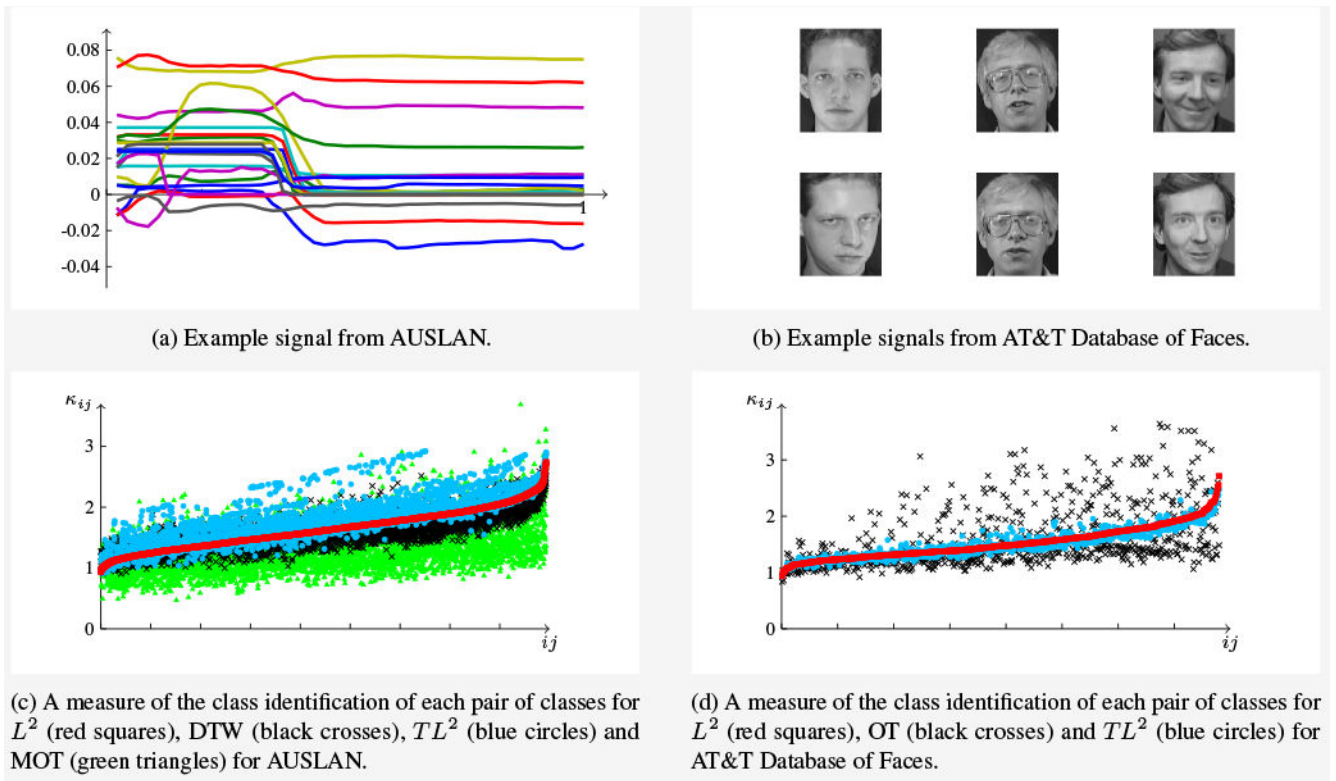 0.08
0.06
0.04
0.02
0
-0.02
-0.04
1
(a) Example signal from AUSLAN.
(b) Example signals from AT&T Database of Faces.
κij
3
2
1
0
ij
(c) A measure of the class identification of each pair of classes for
L² (red squares), DTW (black crosses), TL² (blue circles) and
MOT (green triangles) for AUSLAN.
κij
3
2
1
0
ij
(d) A measure of the class identification of each pair of classes for
L² (red squares), OT (black crosses) and TL² (blue circles) for
AT&T Database of Faces.